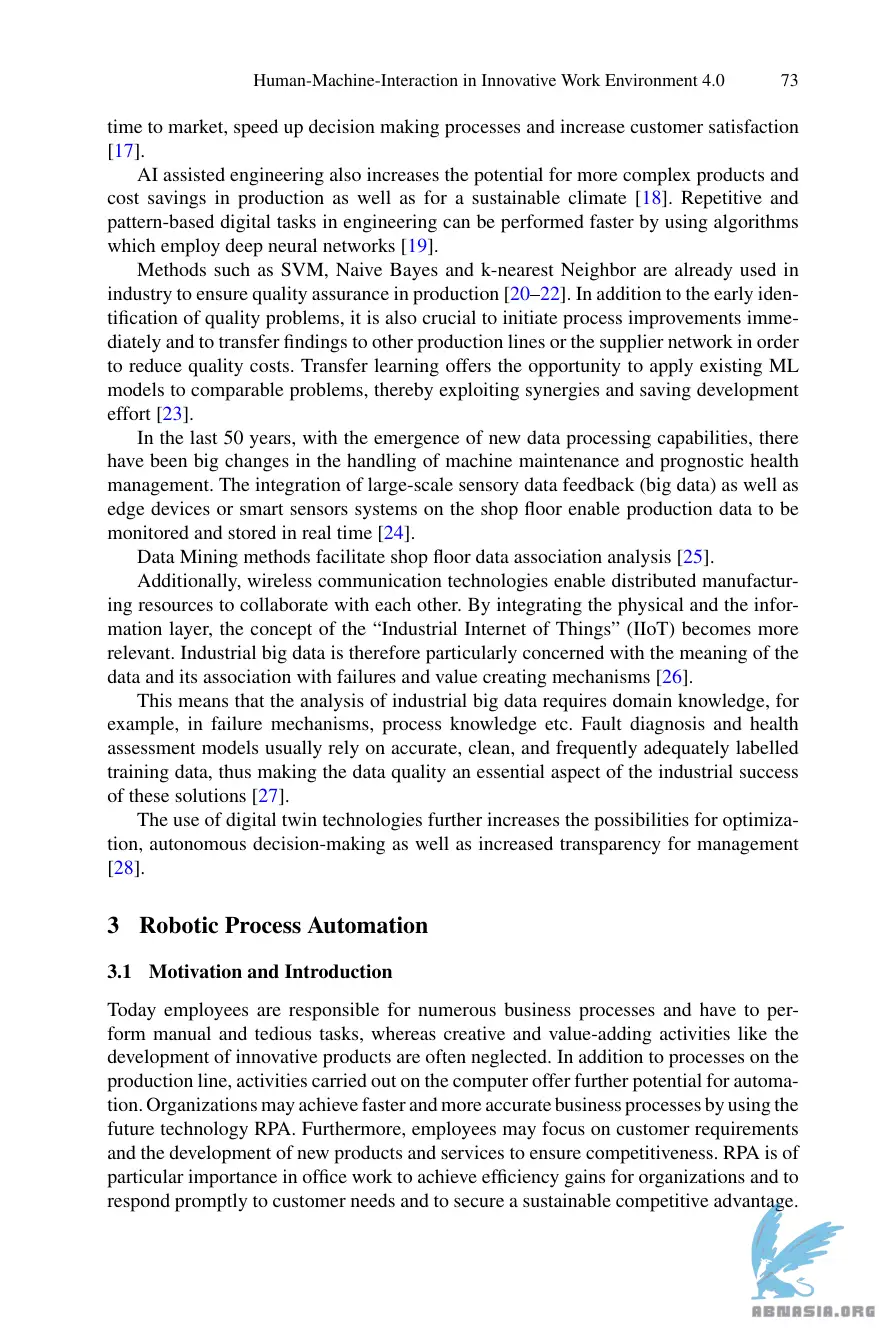 Human-Machine-Interaction in Innovative Work Environment 4.0 73
time to market, speed up decision making processes and increase customer satisfaction
[17].
AI assisted engineering also increases the potential for more complex products and
cost savings in production as well as for a sustainable climate [18]. Repetitive and
pattern-based digital tasks in engineering can be performed faster by using algorithms
which employ deep neural networks [19].
Methods such as SVM, Naive Bayes and k-nearest Neighbor are already used in
industry to ensure quality assurance in production [20–22]. In addition to the early iden-
tification of quality problems, it is also crucial to initiate process improvements imme-
diately and to transfer findings to other production lines or the supplier network in order
to reduce quality costs. Transfer learning offers the opportunity to apply existing ML
models to comparable problems, thereby exploiting synergies and saving development
effort [23].
In the last 50 years, with the emergence of new data processing capabilities, there
have been big changes in the handling of machine maintenance and prognostic health
management. The integration of large-scale sensory data feedback (big data) as well as
edge devices or smart sensors systems on the shop floor enable production data to be
monitored and stored in real time [24].
Data Mining methods facilitate shop floor data association analysis [25].
Additionally, wireless communication technologies enable distributed manufactur-
ing resources to collaborate with each other. By integrating the physical and the infor-
mation layer, the concept of the “Industrial Internet of Things” (IIoT) becomes more
relevant. Industrial big data is therefore particularly concerned with the meaning of the
data and its association with failures and value creating mechanisms [26].
This means that the analysis of industrial big data requires domain knowledge, for
example, in failure mechanisms, process knowledge etc. Fault diagnosis and health
assessment models usually rely on accurate, clean, and frequently adequately labelled
training data, thus making the data quality an essential aspect of the industrial success
of these solutions [27].
The use of digital twin technologies further increases the possibilities for optimiza-
tion, autonomous decision-making as well as increased transparency for management
[28].
3 Robotic Process Automation
3.1 Motivation and Introduction
Today employees are responsible for numerous business processes and have to per-
form manual and tedious tasks, whereas creative and value-adding activities like the
development of innovative products are often neglected. In addition to processes on the
production line, activities carried out on the computer offer further potential for automa-
tion. Organizations may achieve faster and more accurate business processes by using the
future technology RPA. Furthermore, employees may focus on customer requirements
and the development of new products and services to ensure competitiveness. RPA is of
particular importance in office work to achieve efficiency gains for organizations and to
respond promptly to customer needs and to secure a sustainable competitive advantage.
ABNASIA.ORG